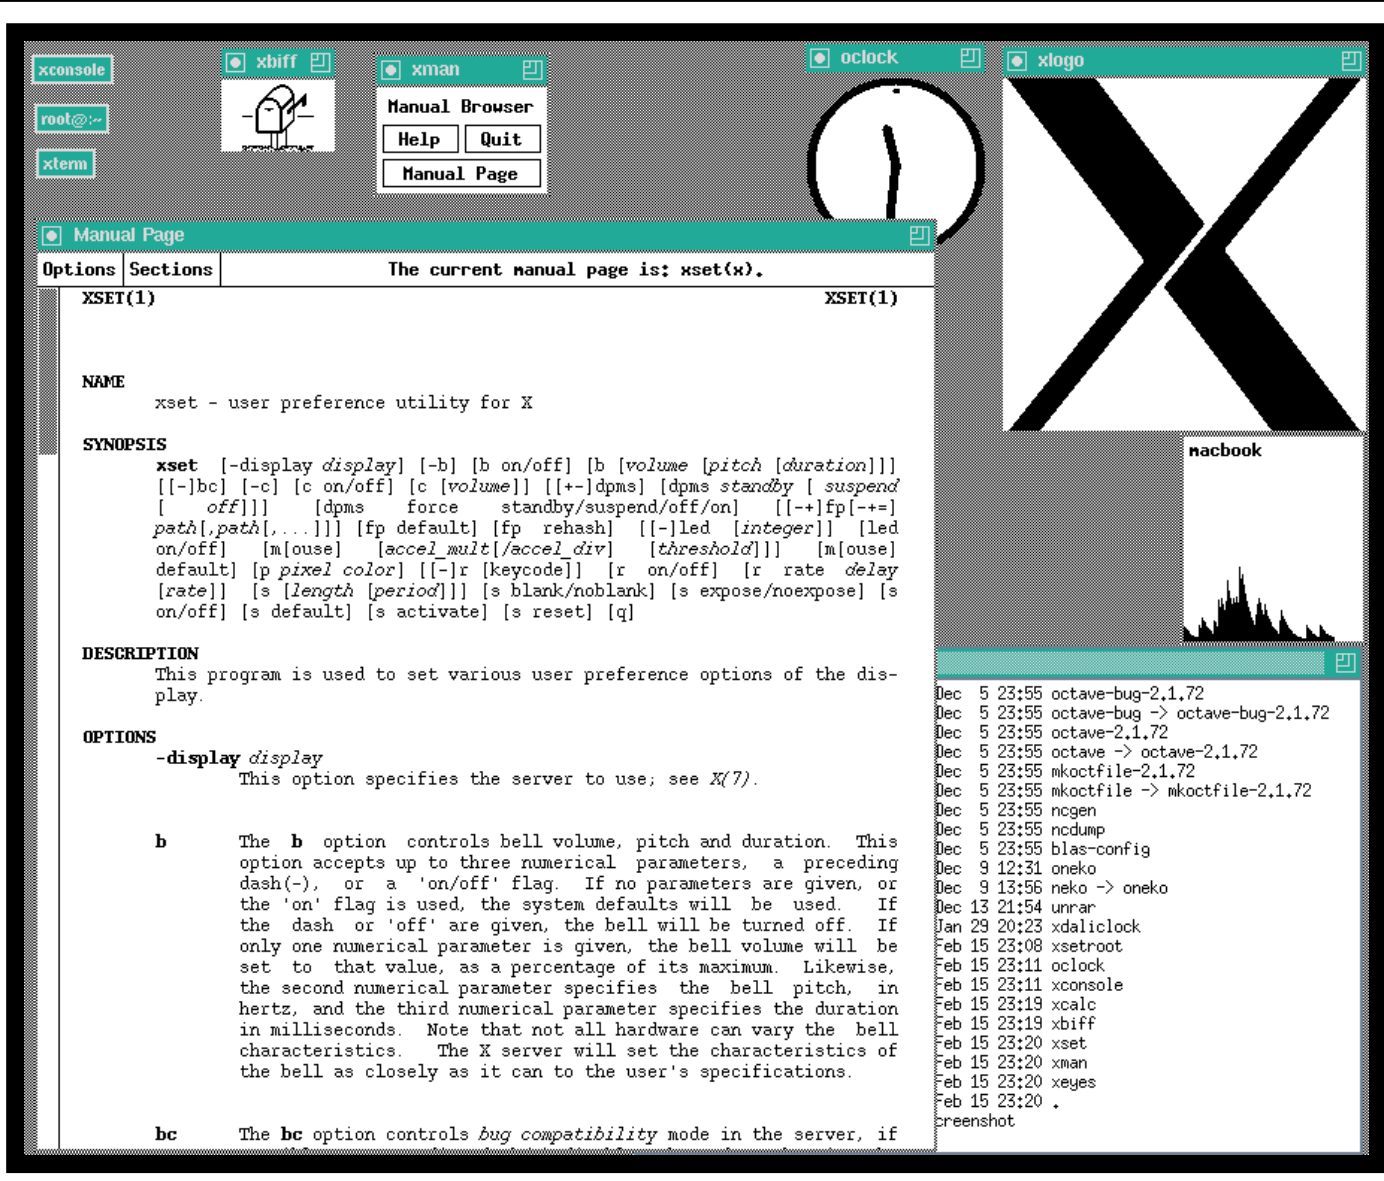 xconsole
root@:~
xterm
xbiff
xman
Manual Browser
Help Quit
Manual Page
oclock
xlogo
Manual Page
Options Sections The current manual page is: xset(x).
XSET(1) XSET(1)
NAME
xset - user preference utility for X
SYNOPSIS
xset [-display display] [-b] [b on/off] [b [volume [pitch [duration]]]
[[-]bc] [-c] [c on/off] [c [volume]] [[+-]dpms] [dpms standby [ suspend
[ off]]] [dpms force standby/suspend/off/on] [[-+]fp[-+=]
path[,path[,...]]] [fp default] [fp rehash] [[-]led [integer]] [led
on/off] [m[ouse] [accel_mult[/accel_div] [threshold]]] [m[ouse]
default] [p pixel color] [[-]r [keycode]] [r on/off] [r rate delay
[rate]] [s [length [period]]] [s blank/noblank] [s expose/noexpose] [s
on/off] [s default] [s activate] [s reset] [q]
DESCRIPTION
This program is used to set various user preference options of the dis-
play.
OPTIONS
-display display
This option specifies the server to use; see X(7).
b The b option controls bell volume, pitch and duration. This
option accepts up to three numerical parameters, a preceding
dash(-), or a 'on/off' flag. If no parameters are given, or
the 'on' flag is used, the system defaults will be used. If
the dash or 'off' are given, the bell will be turned off. If
only one numerical parameter is given, the bell volume will be
set to that value, as a percentage of its maximum. Likewise,
the second numerical parameter specifies the bell pitch, in
hertz, and the third numerical parameter specifies the duration
in milliseconds. Note that not all hardware can vary the bell
characteristics. The X server will set the characteristics of
the bell as closely as it can to the user's specifications.
bc The bc option controls bug compatibility mode in the server, if
macbook
Dec 5 23:55 octave-bug-2.1.72
Dec 5 23:55 octave-bug -> octave-bug-2.1.72
Dec 5 23:55 octave-2.1.72
Dec 5 23:55 octave -> octave-2.1.72
Dec 5 23:55 mkoctfile-2.1.72
Dec 5 23:55 mkoctfile -> mkoctfile-2.1.72
Dec 5 23:55 ncgen
Dec 5 23:55 ncdump
Dec 5 23:55 blas-config
Dec 9 12:31 oneko
Dec 9 13:56 neko -> oneko
Dec 13 21:54 unrar
Jan 29 20:23 xdaliclock
Feb 15 23:08 xsetroot
Feb 15 23:11 oclock
Feb 15 23:11 xconsole
Feb 15 23:19 xcalc
Feb 15 23:19 xbiff
Feb 15 23:20 xset
Feb 15 23:20 xman
Feb 15 23:20 xeyes
Feb 15 23:20 .
creenshot